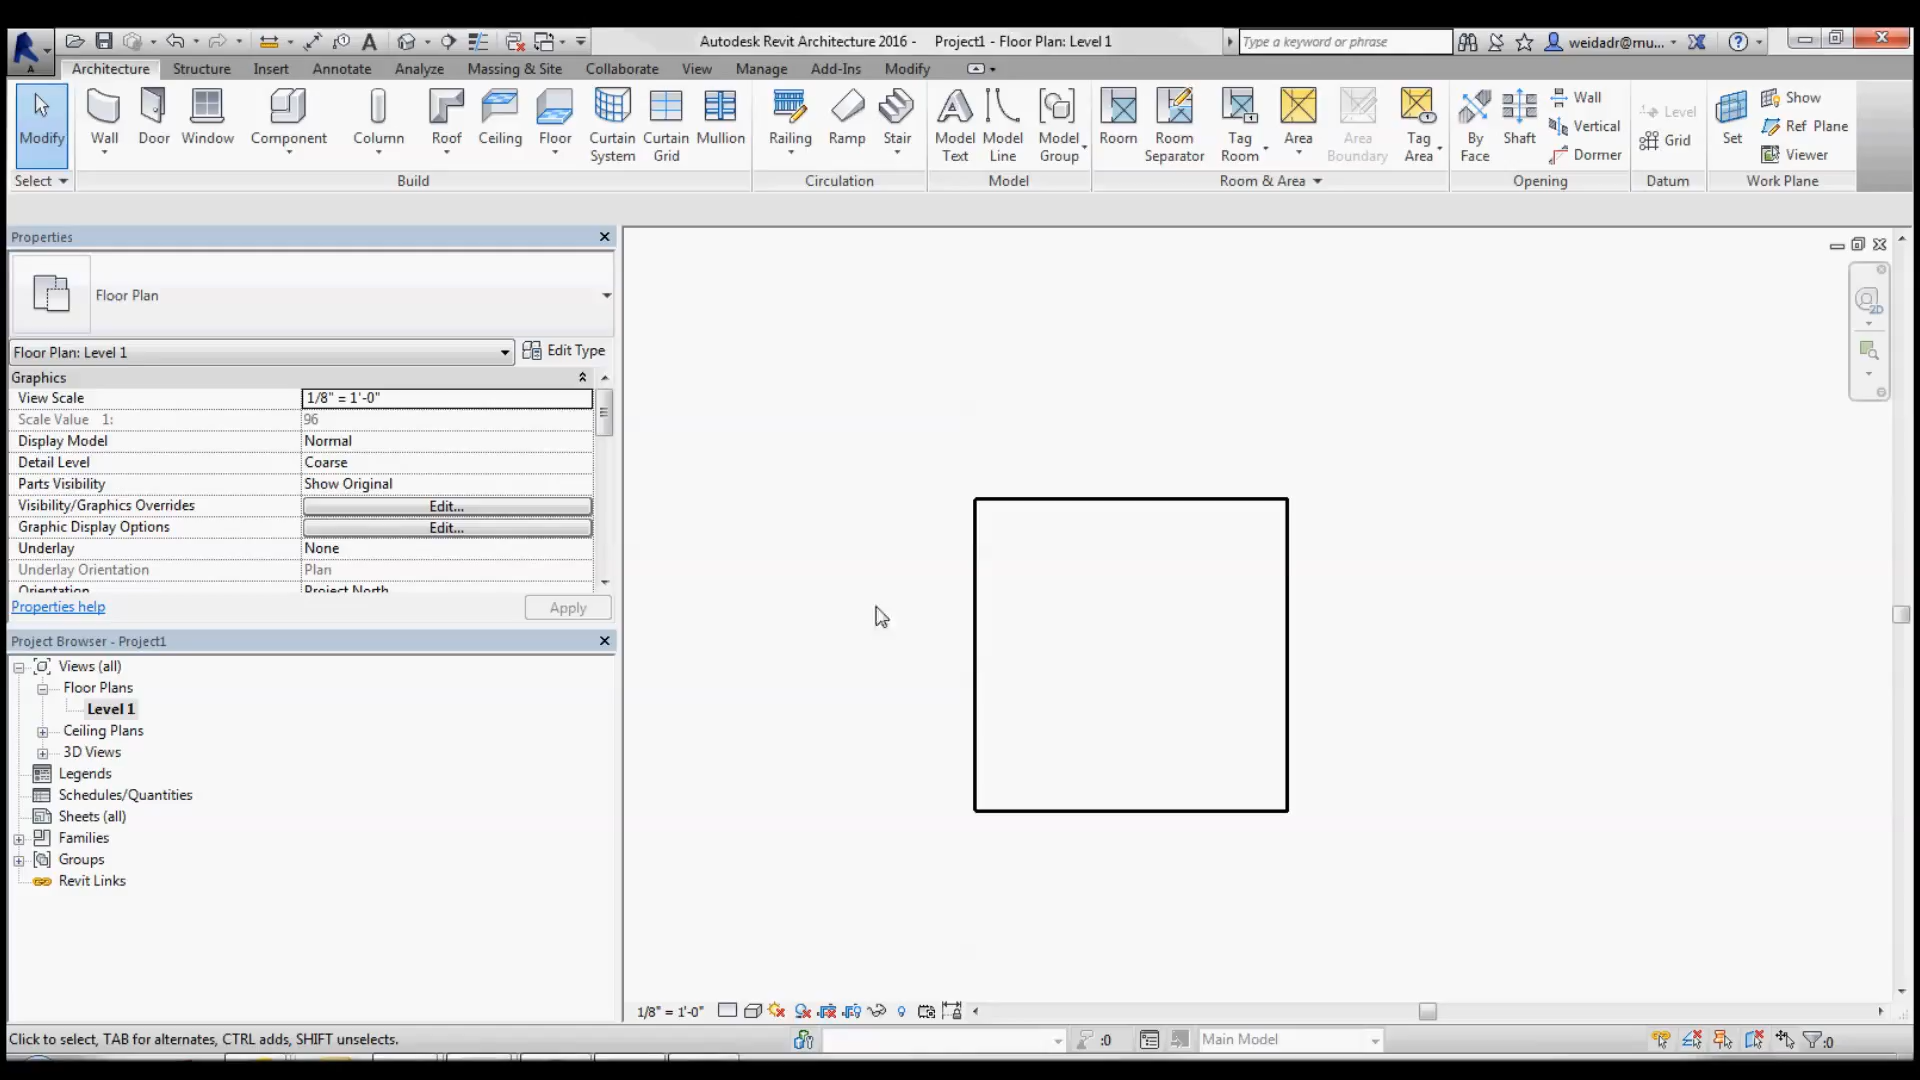 Autodesk Revit Architecture 2016 - Project1 - Floor Plan: Level 1
Type a keyword or phrase
weidadr@mu...
Architecture Structure Insert Annotate Analyze Massing & Site Collaborate View Manage Add-Ins Modify
Modify
Wall
Door
Window
Component
Column
Roof
Ceiling
Floor
Curtain
System
Curtain
Grid
Mullion
Railing
Ramp
Stair
Model
Text
Model
Line
Model
Group
Room
Room
Separator
Tag
Room
Area
Area
Boundary
Tag
Area
By
Face
Shaft
Wall
Vertical
Dormer
Level
Grid
Set
Show
Ref Plane
Viewer
Select Build Circulation Model Room & Area Opening Datum Work Plane
Properties
Floor Plan
Floor Plan: Level 1 Edit Type
Graphics
View Scale 1/8" = 1'-0"
Scale Value 1: 96
Display Model Normal
Detail Level Coarse
Parts Visibility Show Original
Visibility/Graphics Overrides Edit...
Graphic Display Options Edit...
Underlay None
Underlay Orientation Plan
Orientation Project North
Properties help Apply
Project Browser - Project1
Views (all)
Floor Plans
Level 1
Ceiling Plans
3D Views
Legends
Schedules/Quantities
Sheets (all)
Families
Groups
Revit Links
2D
1/8" = 1'-0"
Click to select, TAB for alternates, CTRL adds, SHIFT unselects.
:0
Main Model
:0